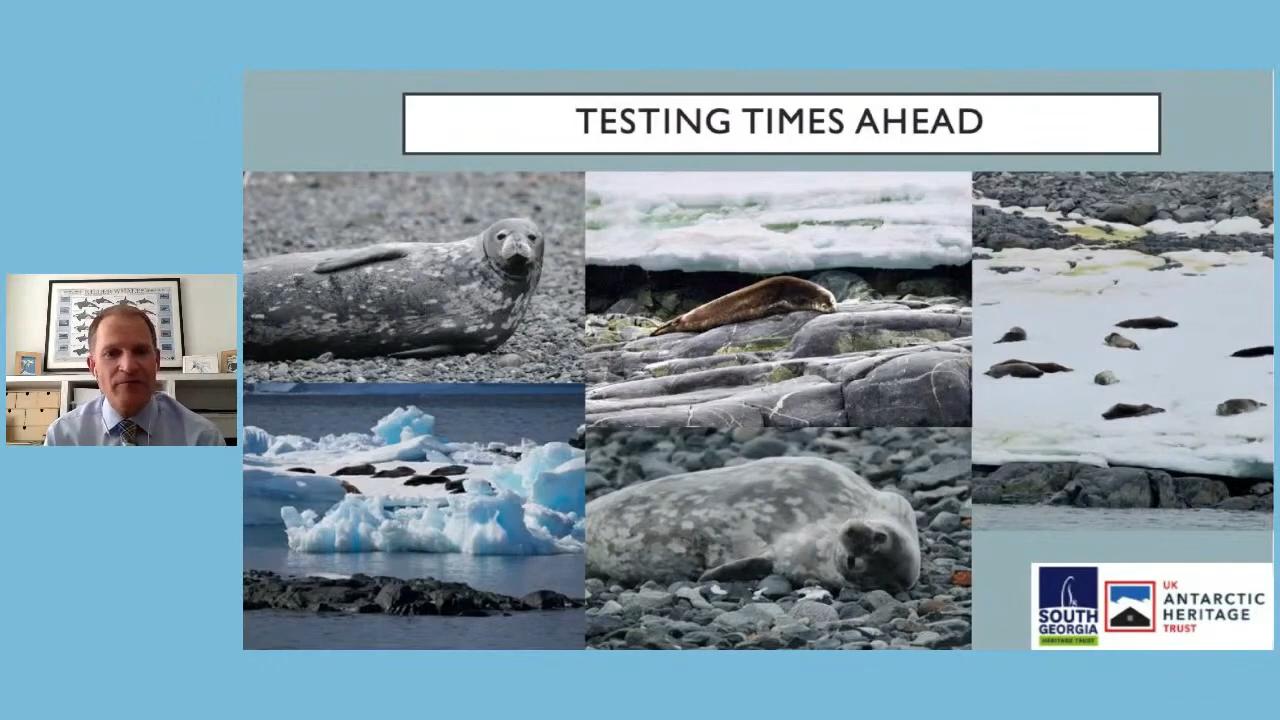 TESTING TIMES AHEAD
SOUTH
GEORGIA
HERITAGE TRUST
UK
ANTARCTIC
HERITAGE
TRUST